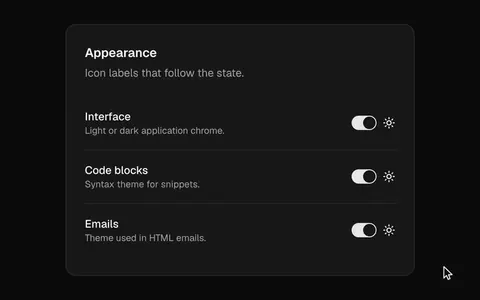 Appearance
Icon labels that follow the state.
Interface
Light or dark application chrome.
Code blocks
Syntax theme for snippets.
Emails
Theme used in HTML emails.